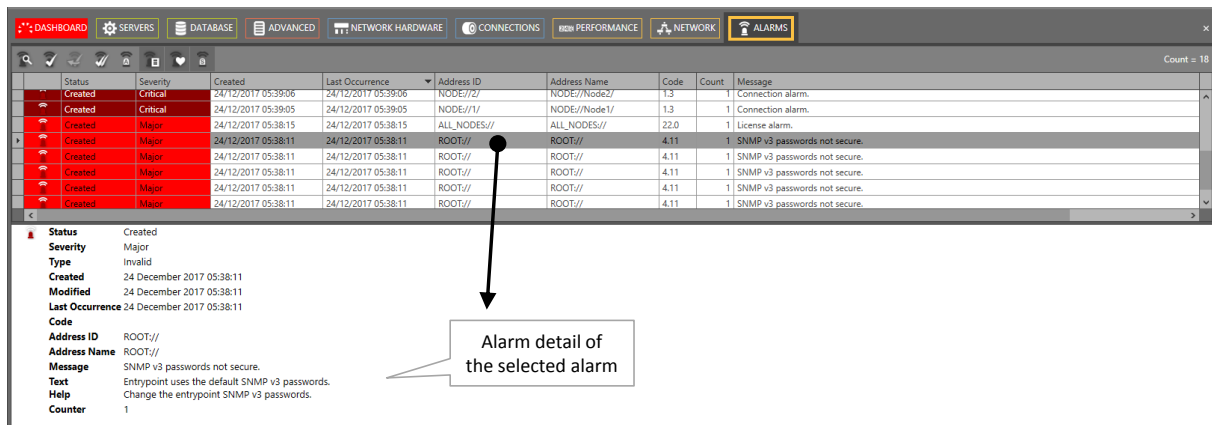 DASHBOARD SERVERS DATABASE ADVANCED NETWORK HARDWARE CONNECTIONS PERFORMANCE NETWORK ALARMS
Count = 18
Status Severity Created Last Occurrence Address ID Address Name Code Count Message
Created Critical 24/12/2017 05:39:06 24/12/2017 05:39:06 NODE://2/ NODE://Node2/ 1.3 1 Connection alarm.
Created Critical 24/12/2017 05:39:05 24/12/2017 05:39:05 NODE://1/ NODE://Node1/ 1.3 1 Connection alarm.
Created Major 24/12/2017 05:38:15 24/12/2017 05:38:15 ALL_NODES:// ALL_NODES:// 22.0 1 License alarm.
Created Major 24/12/2017 05:38:11 24/12/2017 05:38:11 ROOT:// ROOT:// 4.11 1 SNMP v3 passwords not secure.
Created Major 24/12/2017 05:38:11 24/12/2017 05:38:11 ROOT:// ROOT:// 4.11 1 SNMP v3 passwords not secure.
Created Major 24/12/2017 05:38:11 24/12/2017 05:38:11 ROOT:// ROOT:// 4.11 1 SNMP v3 passwords not secure.
Created Major 24/12/2017 05:38:11 24/12/2017 05:38:11 ROOT:// ROOT:// 4.11 1 SNMP v3 passwords not secure.
Created Major 24/12/2017 05:38:11 24/12/2017 05:38:11 ROOT:// ROOT:// 4.11 1 SNMP v3 passwords not secure.
Status Created
Severity Major
Type Invalid
Created 24 December 2017 05:38:11
Modified 24 December 2017 05:38:11
Last Occurrence 24 December 2017 05:38:11
Code
Address ID ROOT://
Address Name ROOT://
Message SNMP v3 passwords not secure.
Text Entrypoint uses the default SNMP v3 passwords.
Help Change the entrypoint SNMP v3 passwords.
Counter 1
Alarm detail of
the selected alarm